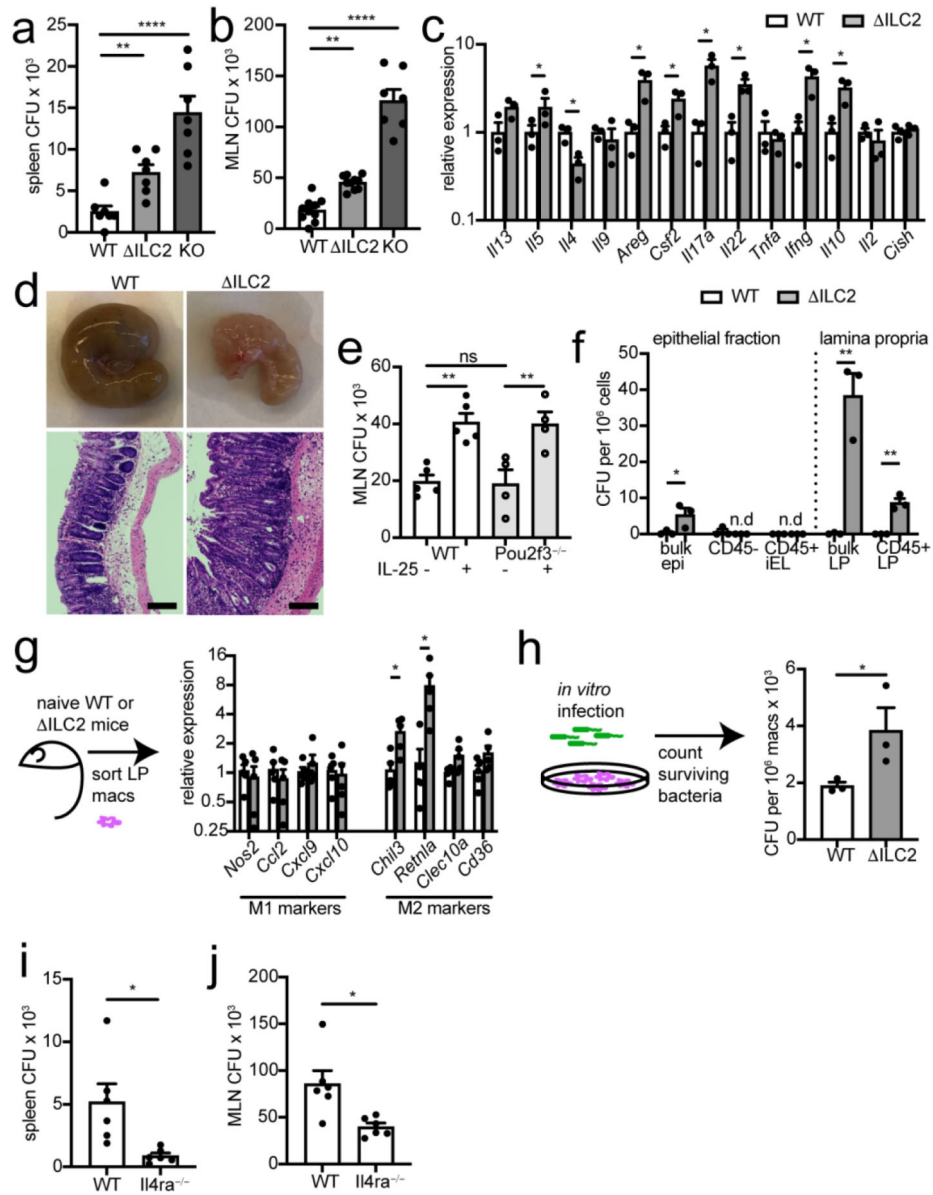 a
spleen CFU x 10³
25
20
15
10
5
0
****
**
WT ΔILC2 KO
b
MLN CFU x 10³
200
150
100
50
0
****
**
WT ΔILC2 KO
c
WT ΔILC2
relative expression
10
1
0.1
* * * * * * * *
Il13 Il5 Il4 Il9 Areg Csf2 Il17a Il22 Tnfa Ifng Il10 Il2 Cish
d
WT ΔILC2
e
MLN CFU x 10³
60
40
20
0
ns
** **
WT Pou2f3⁻/⁻
IL-25 - + - +
WT ΔILC2
f
epithelial fraction lamina propria
CFU per 10⁶ cells
50
40
30
20
10
0
* n.d n.d ** **
bulk epi
CD45-
CD45+ iEL
bulk LP
CD45+ LP
g
naive WT or
ΔILC2 mice
sort LP
macs
relative expression
16
8
4
2
1
0.5
0.25
* *
Nos2 Ccl2 Cxcl9 Cxcl10 Chil3 Retnla Clec10a Cd36
M1 markers M2 markers
h
in vitro
infection
count
surviving
bacteria
CFU per 10⁶ macs x 10³
6
4
2
0
*
WT ΔILC2
i
spleen CFU x 10³
15
10
5
0
*
WT Il4ra⁻/⁻
j
MLN CFU x 10³
200
150
100
50
0
*
WT Il4ra⁻/⁻